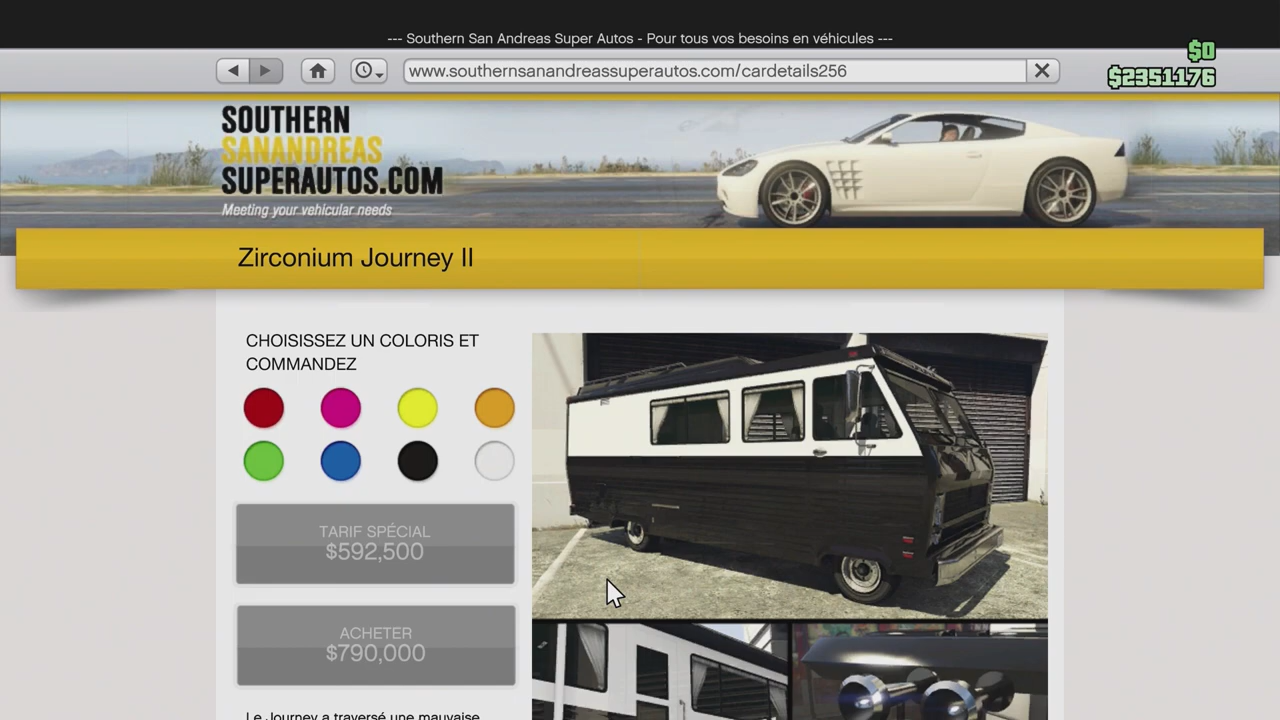 --- Southern San Andreas Super Autos - Pour tous vos besoins en véhicules ---
$0
www.southernsanandreassuperautos.com/cardetails256
$2351176
SOUTHERN
SANANDREAS
SUPERAUTOS.COM
Meeting your vehicular needs
Zirconium Journey II
CHOISISSEZ UN COLORIS ET
COMMANDEZ
TARIF SPÉCIAL
$592,500
ACHETER
$790,000
Le Journey a traversé une mauvaise